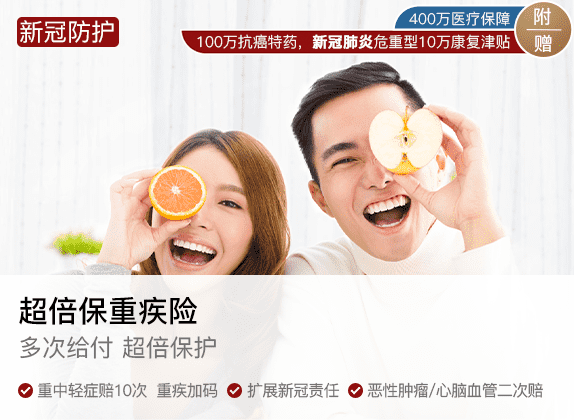 新冠防护
400万医疗保障
100万抗癌特药，新冠肺炎危重型10万康复津贴
附
赠
超倍保重疾险
多次给付 超倍保护
重中轻症赔10次 重疾加码 扩展新冠责任 恶性肿瘤/心脑血管二次赔